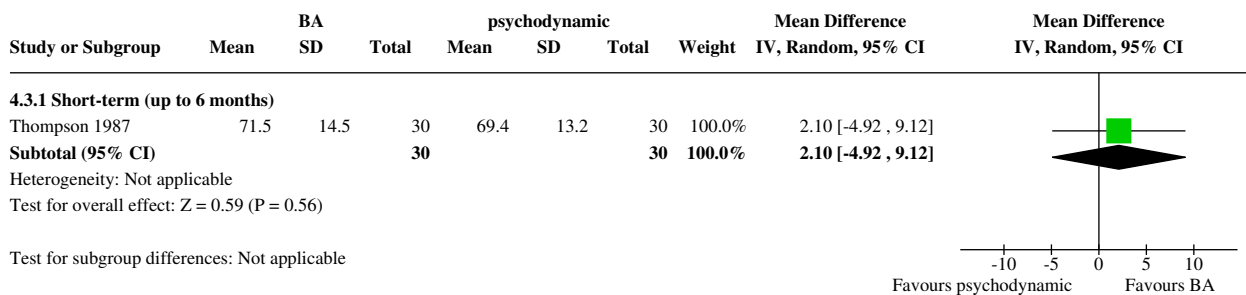 BA psychodynamic Mean Difference Mean Difference
Study or Subgroup Mean SD Total Mean SD Total Weight IV, Random, 95% CI IV, Random, 95% CI
4.3.1 Short-term (up to 6 months)
Thompson 1987 71.5 14.5 30 69.4 13.2 30 100.0% 2.10 [-4.92 , 9.12]
Subtotal (95% CI) 30 30 100.0% 2.10 [-4.92 , 9.12]
Heterogeneity: Not applicable
Test for overall effect: Z = 0.59 (P = 0.56)
Test for subgroup differences: Not applicable
-10 -5 0 5 10
Favours psychodynamic Favours BA